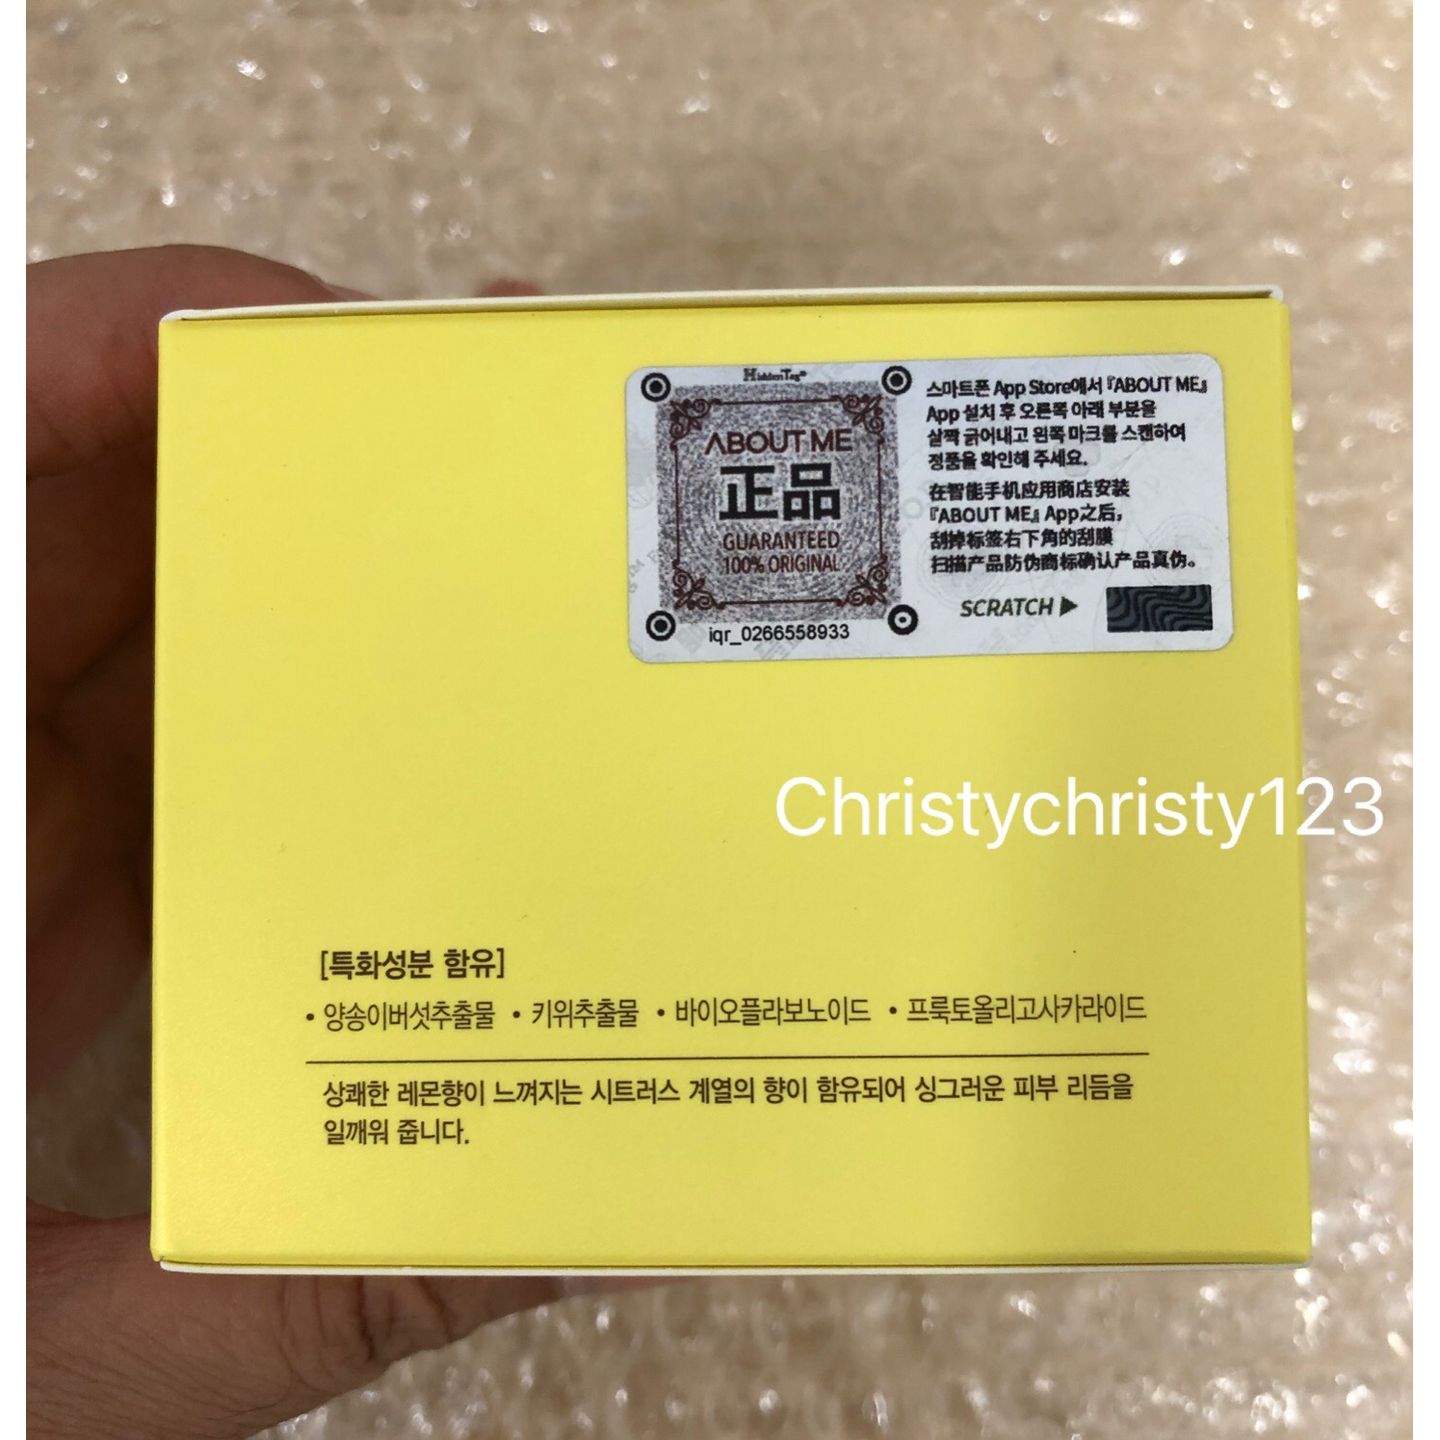 HiddenTag®
ABOUT ME
正品
GUARANTEED
100% ORIGINAL
iqr_0266558933
스마트폰 App Store에서 『ABOUT ME』
App 설치 후 오른쪽 아래 부분을
살짝 긁어내고 왼쪽 마크를 스캔하여
정품을 확인해 주세요.
在智能手机应用商店安装
『ABOUT ME』 App之后,
刮掉标签右下角的刮膜
扫描产品防伪商标确认产品真伪。
SCRATCH ▶
Christychristy123
[특화성분 함유]
• 양송이버섯추출물 • 키위추출물 • 바이오플라보노이드 • 프룩토올리고사카라이드
상쾌한 레몬향이 느껴지는 시트러스 계열의 향이 함유되어 싱그러운 피부 리듬을
일깨워 줍니다.